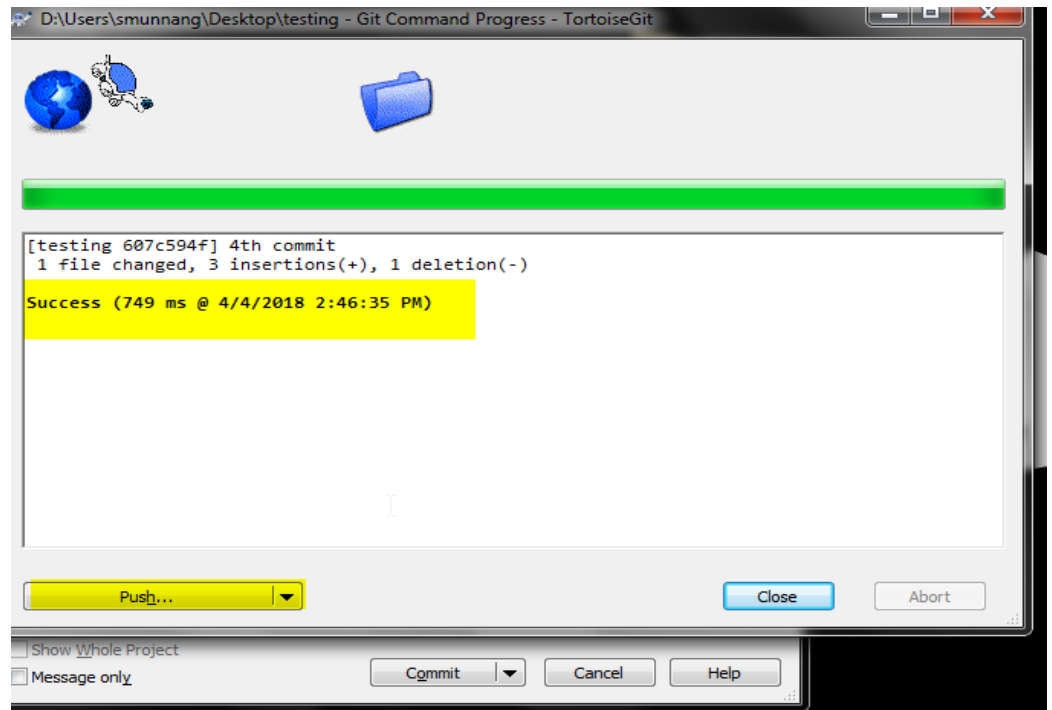 D:\Users\smunnang\Desktop\testing - Git Command Progress - TortoiseGit
[testing 607c594f] 4th commit
1 file changed, 3 insertions(+), 1 deletion(-)
Success (749 ms @ 4/4/2018 2:46:35 PM)
Push...
Close
Abort
Show Whole Project
Message only
Commit
Cancel
Help